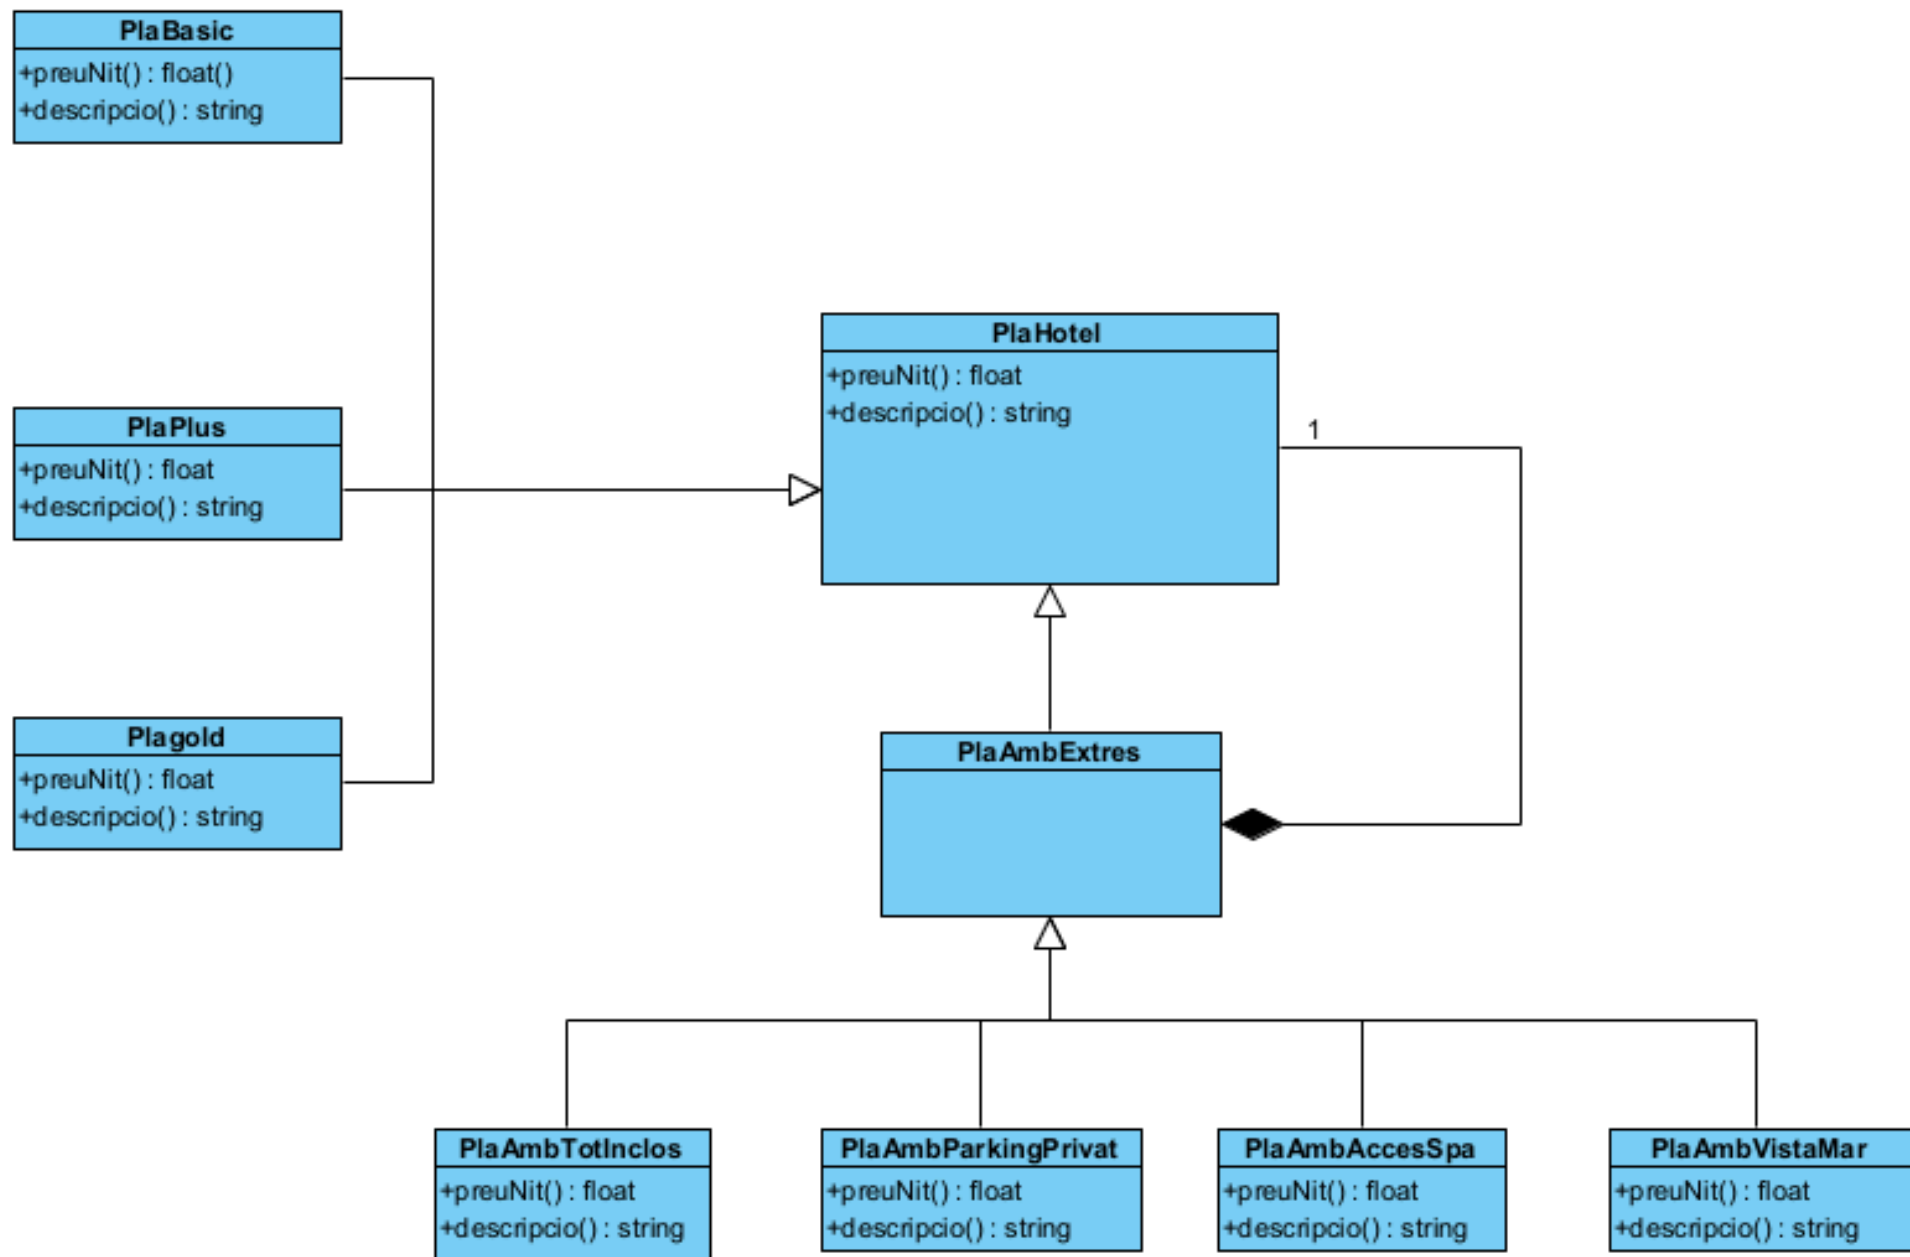 PlaBasic
+preuNit() : float()
+descripcio() : string
PlaHotel
+preuNit() : float
+descripcio() : string
1
PlaPlus
+preuNit() : float
+descripcio() : string
Plagold
+preuNit() : float
+descripcio() : string
PlaAmbExtres
PlaAmbTotInclos
+preuNit() : float
+descripcio() : string
PlaAmbParkingPrivat
+preuNit() : float
+descripcio() : string
PlaAmbAccesSpa
+preuNit() : float
+descripcio() : string
PlaAmbVistaMar
+preuNit() : float
+descripcio() : string